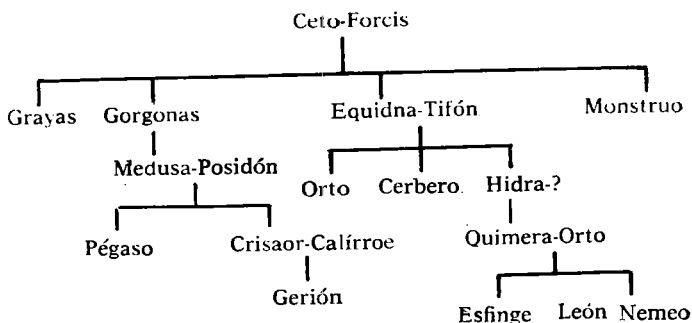 Ceto-Forcis
Grayas Gorgonas Equidna-Tifón Monstruo
Medusa-Posidón Orto Cerbero Hidra-?
Pégaso Crisaor-Calírroe Quimera-Orto
Gerión Esfinge León Nemeo